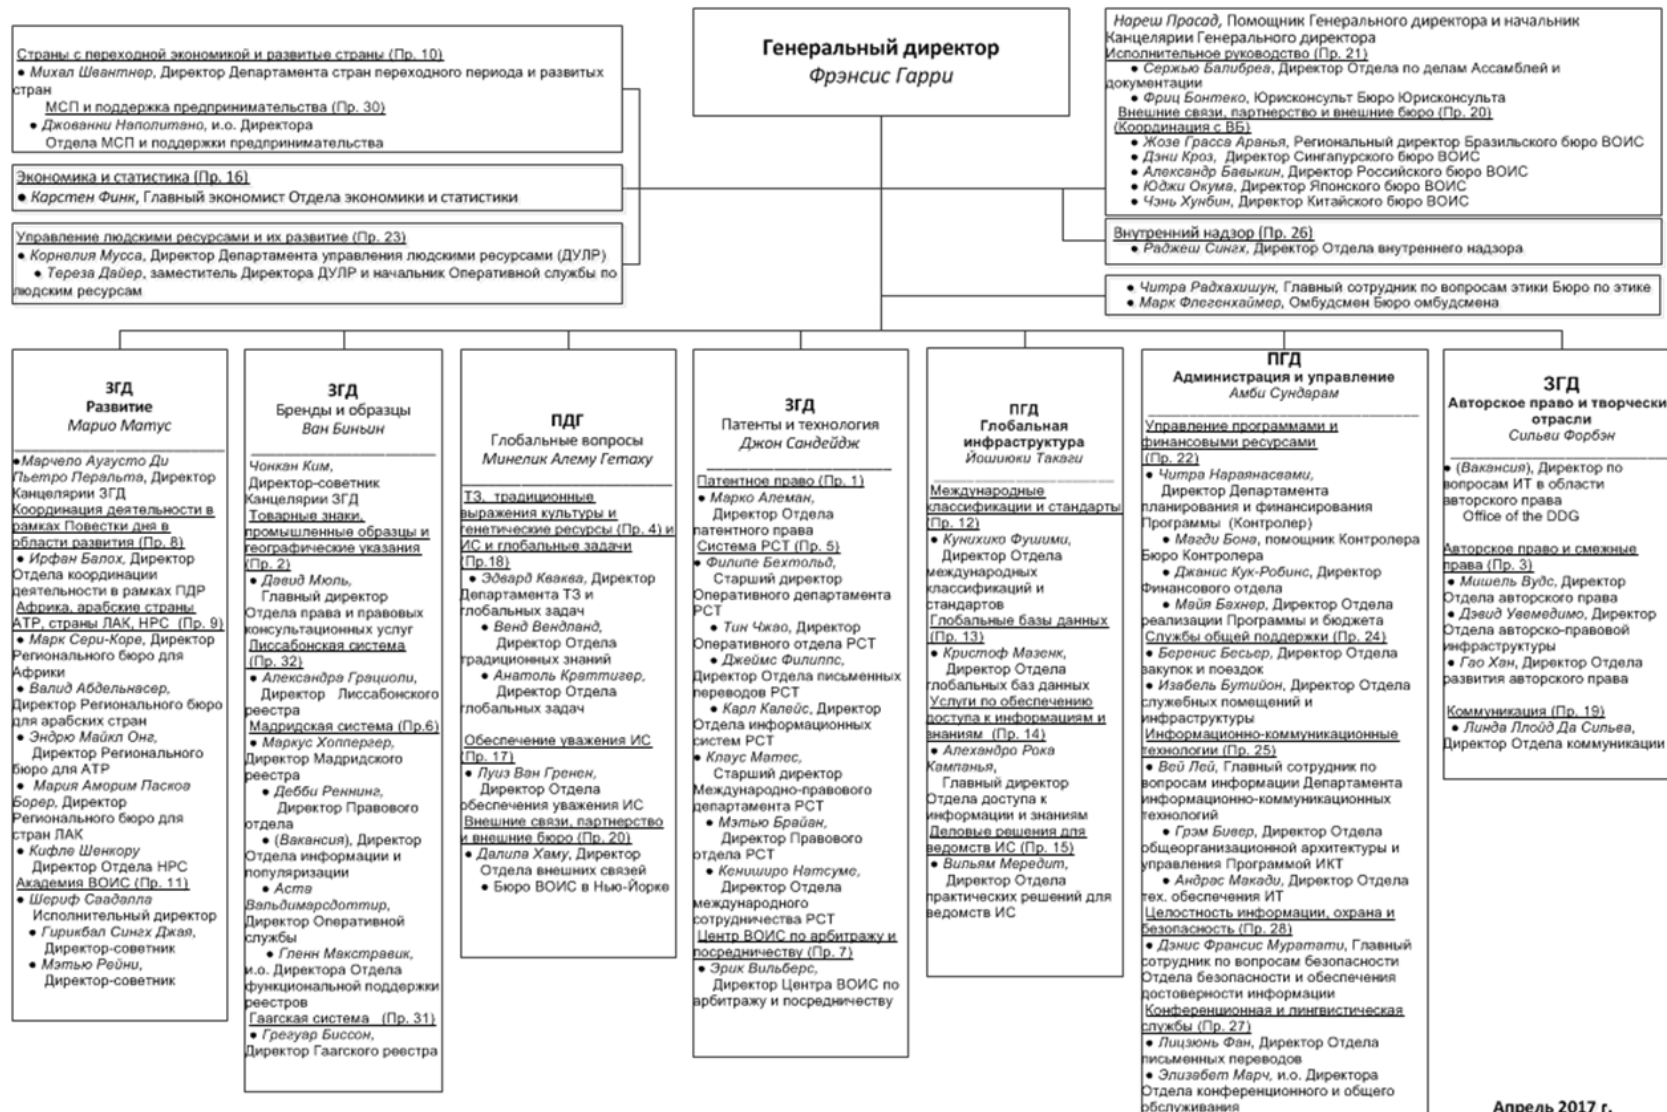 Генеральный директор
Фрэнсис Гарри
Страны с переходной экономикой и развитые страны (Пр. 10)
• Михал Швантнер, Директор Департамента стран переходного периода и развитых
стран
МСП и поддержка предпринимательства (Пр. 30)
• Джованни Наполитано, и.о. Директора
Отдела МСП и поддержки предпринимательства
Экономика и статистика (Пр. 16)
• Карстен Финк, Главный экономист Отдела экономики и статистики
Управление людскими ресурсами и их развитие (Пр. 23)
• Корнелия Мусса, Директор Департамента управления людскими ресурсами (ДУЛР)
• Тереза Дайер, заместитель Директора ДУЛР и начальник Оперативной службы по
людским ресурсам
Нареш Прасад, Помощник Генерального директора и начальник
Канцелярии Генерального директора
Исполнительное руководство (Пр. 21)
• Сержью Балибреа, Директор Отдела по делам Ассамблей и
документации
• Фриц Бонтеко, Юрисконсульт Бюро Юрисконсульта
Внешние связи, партнерство и внешние бюро (Пр. 20)
(Координация с ВБ)
• Жозе Грасса Аранья, Региональный директор Бразильского бюро ВОИС
• Дэни Кроз, Директор Сингапурского бюро ВОИС
• Александр Бавыкин, Директор Российского бюро ВОИС
• Юджи Окума, Директор Японского бюро ВОИС
• Чэнь Хунбин, Директор Китайского бюро ВОИС
Внутренний надзор (Пр. 26)
• Раджеш Сингх, Директор Отдела внутреннего надзора
• Читра Радхакишун, Главный сотрудник по вопросам этики Бюро по этике
• Марк Флегенхаймер, Омбудсмен Бюро омбудсмена
ЗГД
Развитие
Марио Матус
•Марчело Аугусто Ди
Пьетро Перальта, Директор
Канцелярии ЗГД
Координация деятельности в
рамках Повестки дня в
области развития (Пр. 8)
• Ирфан Балох, Директор
Отдела координации
деятельности в рамках ПДР
Африка, арабские страны
АТР, страны ЛАК, НРС (Пр. 9)
• Марк Сери-Коре, Директор
Регионального бюро для
Африки
• Валид Абдельнасер,
Директор Регионального бюро
для арабских стран
• Эндрю Майкл Онг,
Директор Регионального
бюро для АТР
• Мария Аморим Пасков
Борер, Директор
Регионального бюро для
стран ЛАК
• Кифле Шенкору
Директор Отдела НРС
Академия ВОИС (Пр. 11)
• Шериф Саадалла
Исполнительный директор
• Гирикбал Сингх Джая,
Директор-советник
• Мэтью Рейни,
Директор-советник
ЗГД
Бренды и образцы
Ван Биньин
Чонкан Ким,
Директор-советник
Канцелярии ЗГД
Товарные знаки,
промышленные образцы и
географические указания
(Пр. 2)
• Давид Мюль,
Главный директор
Отдела права и правовых
консультационных услуг
Лиссабонская система
(Пр. 32)
• Александра Грациоли,
Директор Лиссабонского
реестра
Мадридская система (Пр.6)
• Маркус Хоппергер,
Директор Мадридского
реестра
• Дебби Реннинг,
Директор Правового
отдела
• (Вакансия), Директор
Отдела информации и
популяризации
• Аста
Вальдимарсдоттир,
Директор Оперативной
службы
• Гленн Макстравик,
и.о. Директора Отдела
функциональной поддержки
реестров
Гаагская система (Пр. 31)
• Грегуар Биссон,
Директор Гаагского реестра
ПДГ
Глобальные вопросы
Минелик Алему Гетаху
ТЗ, традиционные
выражения культуры и
генетические ресурсы (Пр. 4) и
ИС и глобальные задачи
(Пр.18)
• Эдвард Кваква, Директор
Департамента ТЗ и
глобальных задач
• Венд Вендланд,
Директор Отдела
традиционных знаний
• Анатоль Краттигер,
Директор Отдела
глобальных задач
Обеспечение уважения ИС
(Пр. 17)
• Луиз Ван Гренен,
Директор Отдела
обеспечения уважения ИС
Внешние связи, партнерство
и внешние бюро (Пр. 20)
• Далила Хаму, Директор
Отдела внешних связей
• Бюро ВОИС в Нью-Йорке
ЗГД
Патенты и технология
Джон Сандейдж
Патентное право (Пр. 1)
• Марко Алеман,
Директор Отдела
патентного права
Система РСТ (Пр. 5)
• Филипе Бехтольд,
Старший директор
Оперативного департамента
РСТ
• Тин Чжао, Директор
Оперативного отдела РСТ
• Джеймс Филиппс,
Директор Отдела письменных
переводов РСТ
• Карл Калейс, Директор
Отдела информационных
систем РСТ
• Клаус Матес,
Старший директор
Международно-правового
департамента РСТ
• Мэтью Брайан,
Директор Правового
отдела РСТ
• Кениширо Натсуме,
Директор Отдела
международного
сотрудничества РСТ
Центр ВОИС по арбитражу и
посредничеству (Пр. 7)
• Эрик Вильберс,
Директор Центра ВОИС по
арбитражу и посредничеству
ПГД
Глобальная
инфраструктура
Йошиюки Такаги
Международные
классификации и стандарты
(Пр. 12)
• Кунихико Фушими,
Директор Отдела
международных
классификаций и
стандартов
Глобальные базы данных
(Пр. 13)
• Кристоф Мазенк,
Директор Отдела
глобальных баз данных
Услуги по обеспечению
доступа к информациям и
знаниям (Пр. 14)
• Алехандро Рока
Кампанья,
Главный директор
Отдела доступа к
информации и знаниям
Деловые решения для
ведомств ИС (Пр. 15)
• Вильям Мередит,
Директор Отдела
практических решений для
ведомств ИС
ПГД
Администрация и управление
Амби Сундарам
Управление программами и
финансовыми ресурсами
(Пр. 22)
• Читра Нараянасвами,
Директор Департамента
планирования и финансирования
Программы (Контролер)
• Магди Бона, помощник Контролера
Бюро Контролера
• Джанис Кук-Робинс, Директор
Финансового отдела
• Майя Бахнер, Директор Отдела
реализации Программы и бюджета
Службы общей поддержки (Пр. 24)
• Беренис Бесьер, Директор Отдела
закупок и поездок
• Изабель Бутийон, Директор Отдела
служебных помещений и
инфраструктуры
Информационно-коммуникационные
технологии (Пр. 25)
• Вей Лей, Главный сотрудник по
вопросам информации Департамента
информационно-коммуникационных
технологий
• Грэм Бивер, Директор Отдела
общеорганизационной архитектуры и
управления Программой ИКТ
• Андрас Макади, Директор Отдела
тех. обеспечения ИТ
Целостность информации, охрана и
безопасность (Пр. 28)
• Дэнис Франсис Муратати, Главный
сотрудник по вопросам безопасности
Отдела безопасности и обеспечения
достоверности информации
Конференционная и лингвистическая
службы (Пр. 27)
• Лицзюнь Фан, Директор Отдела
письменных переводов
• Элизабет Марч, и.о. Директора
Отдела конференционного и общего
обслуживания
ЗГД
Авторское право и творчески
отрасли
Сильви Форбэн
• (Вакансия), Директор по
вопросам ИТ в области
авторского права
Office of the DDG
Авторское право и смежные
права (Пр. 3)
• Мишель Вудс, Директор
Отдела авторского права
• Дэвид Увемедимо, Директор
Отдела авторско-правовой
инфраструктуры
• Гао Хан, Директор Отдела
развития авторского права
Коммуникация (Пр. 19)
• Линда Ллойд Да Сильва,
Директор Отдела коммуникации
Апрель 2017 г.